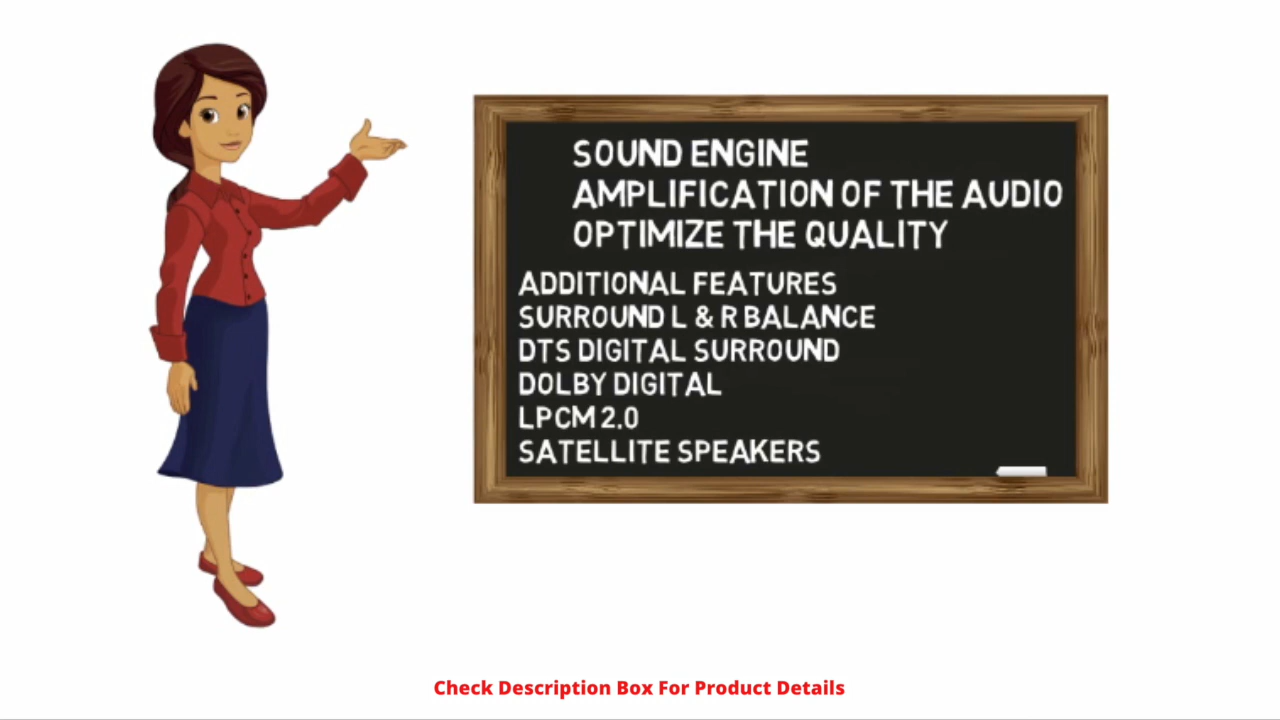 SOUND ENGINE
AMPLIFICATION OF THE AUDIO
OPTIMIZE THE QUALITY
ADDITIONAL FEATURES
SURROUND L & R BALANCE
DTS DIGITAL SURROUND
DOLBY DIGITAL
LPCM 2.0
SATELLITE SPEAKERS
Check Description Box For Product Details